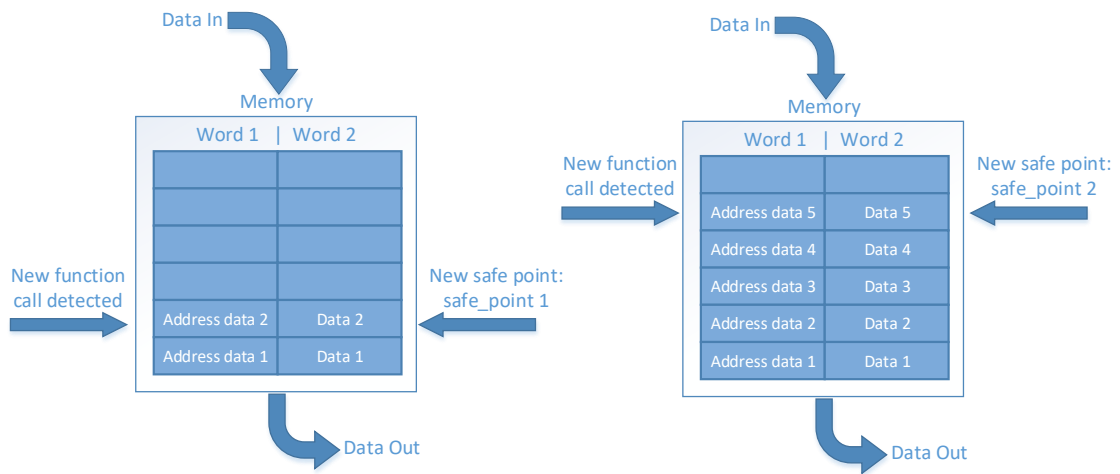 Data In
Memory
Word 1 | Word 2
New function
call detected
New safe point:
safe_point 1
Address data 2 Data 2
Address data 1 Data 1
Data Out
Data In
Memory
Word 1 | Word 2
New function
call detected
New safe point:
safe_point 2
Address data 5 Data 5
Address data 4 Data 4
Address data 3 Data 3
Address data 2 Data 2
Address data 1 Data 1
Data Out